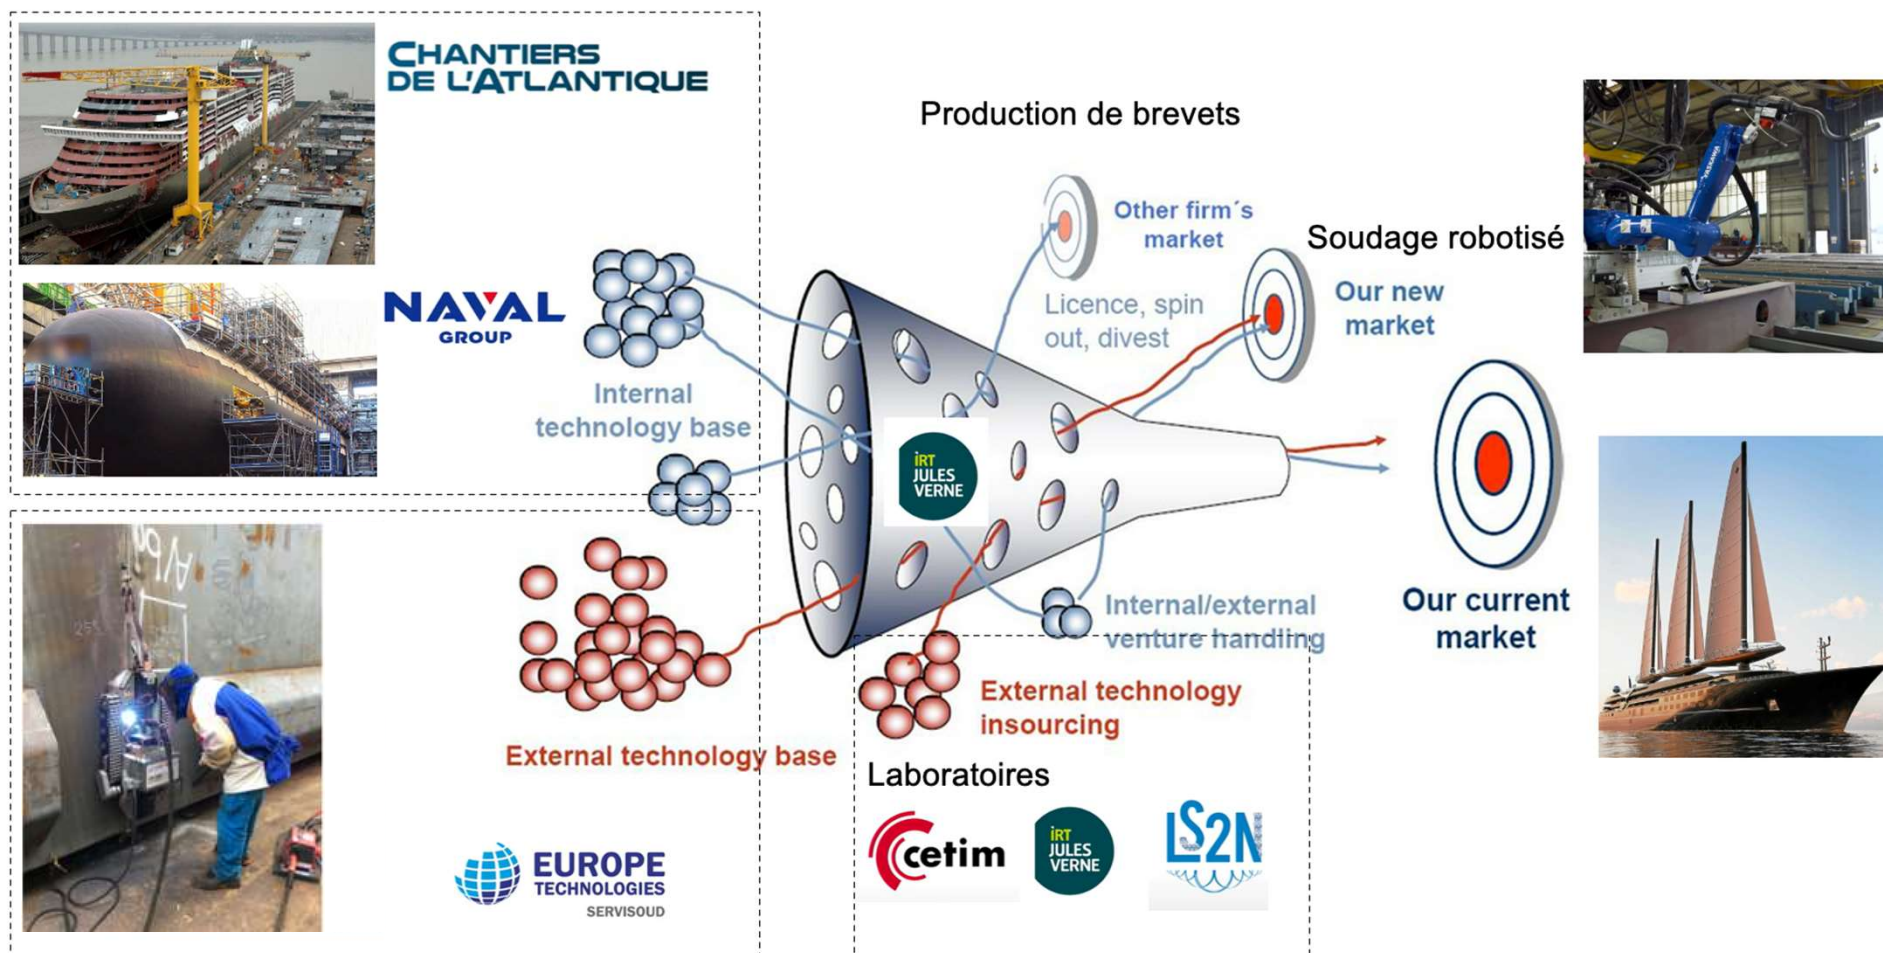 CHANTIERS
DE L'ATLANTIQUE
NAVAL
GROUP
Internal
technology base
Production de brevets
Other firm´s
market
Licence, spin
out, divest
Soudage robotisé
Our new
market
YASKAWA
iRT
JULES
VERNE
Our current
market
Internal/external
venture handling
External technology
insourcing
External technology base
EUROPE
TECHNOLOGIES
SERVISOUD
Laboratoires
cetim
iRT
JULES
VERNE
LS2N